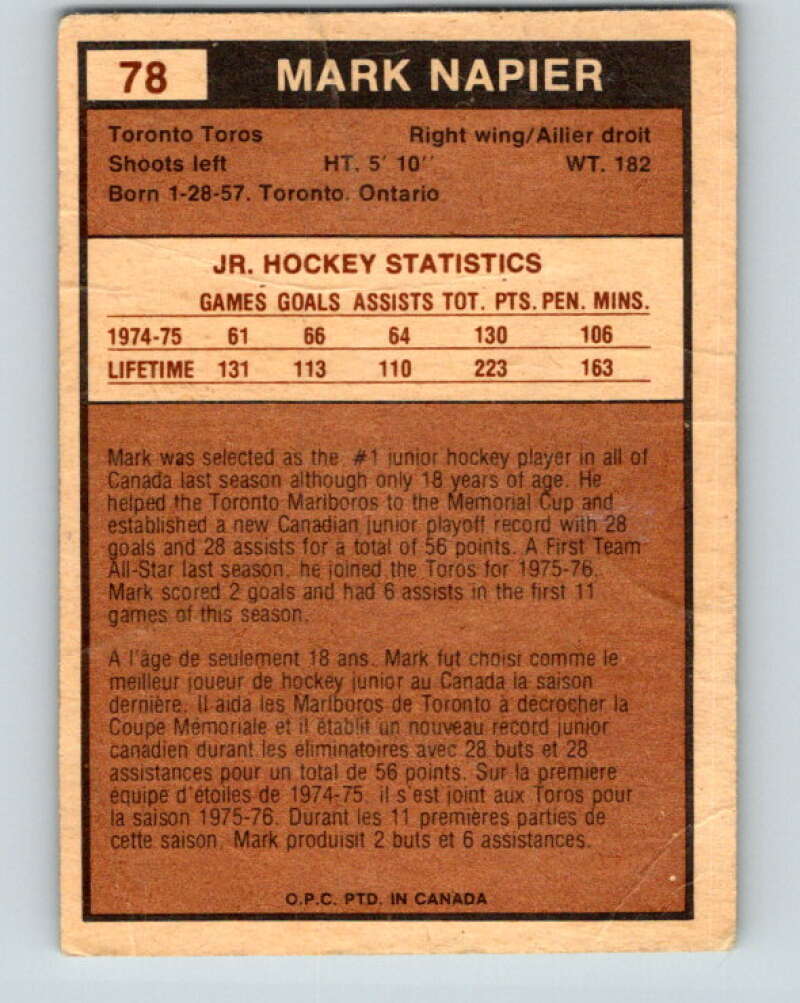 78 MARK NAPIER
Toronto Toros Right wing/Ailier droit
Shoots left HT. 5' 10'' WT. 182
Born 1-28-57. Toronto. Ontario
JR. HOCKEY STATISTICS
GAMES GOALS ASSISTS TOT. PTS. PEN. MINS.
1974-75 61 66 64 130 106
LIFETIME 131 113 110 223 163
Mark was selected as the #1 junior hockey player in all of
Canada last season although only 18 years of age. He
helped the Toronto Marlboros to the Memorial Cup and
established a new Canadian junior playoff record with 28
goals and 28 assists for a total of 56 points. A First Team
All-Star last season, he joined the Toros for 1975-76.
Mark scored 2 goals and had 6 assists in the first 11
games of this season.
A l'âge de seulement 18 ans, Mark fut choisi comme le
meilleur joueur de hockey junior au Canada la saison
dernière. Il aida les Marlboros de Toronto à décrocher la
Coupe Mémoriale et il établit un nouveau record junior
canadien durant les éliminatoires avec 28 buts et 28
assistances pour un total de 56 points. Sur la première
équipe d'étoiles de 1974-75, il s'est joint aux Toros pour
la saison 1975-76. Durant les 11 premières parties de
cette saison, Mark produisit 2 buts et 6 assistances.
O.P.C. PTD. IN CANADA